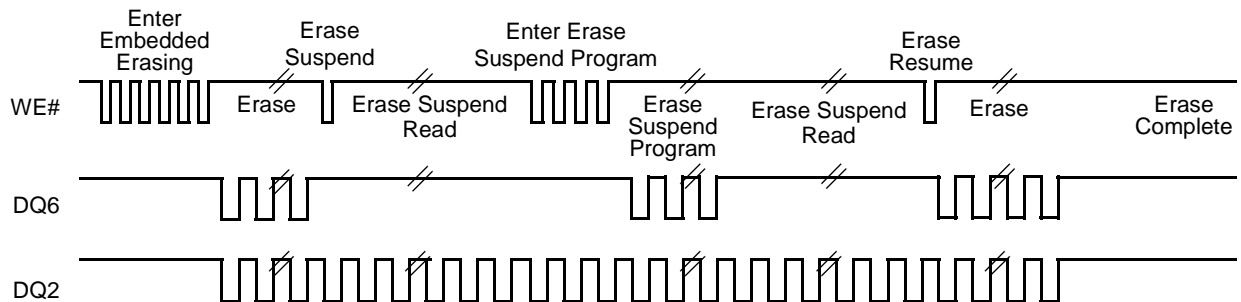 Enter
Embedded
Erasing
Erase
Suspend
Enter Erase
Suspend Program
Erase
Resume
WE#
Erase
Erase Suspend
Read
Erase
Suspend
Program
Erase Suspend
Read
Erase
Erase
Complete
DQ6
DQ2